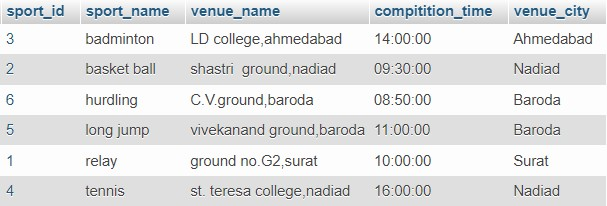 sport_id sport_name venue_name compitition_time venue_city
3 badminton LD college,ahmedabad 14:00:00 Ahmedabad
2 basket ball shastri ground,nadiad 09:30:00 Nadiad
6 hurdling C.V.ground,baroda 08:50:00 Baroda
5 long jump vivekanand ground,baroda 11:00:00 Baroda
1 relay ground no.G2,surat 10:00:00 Surat
4 tennis st. teresa college,nadiad 16:00:00 Nadiad